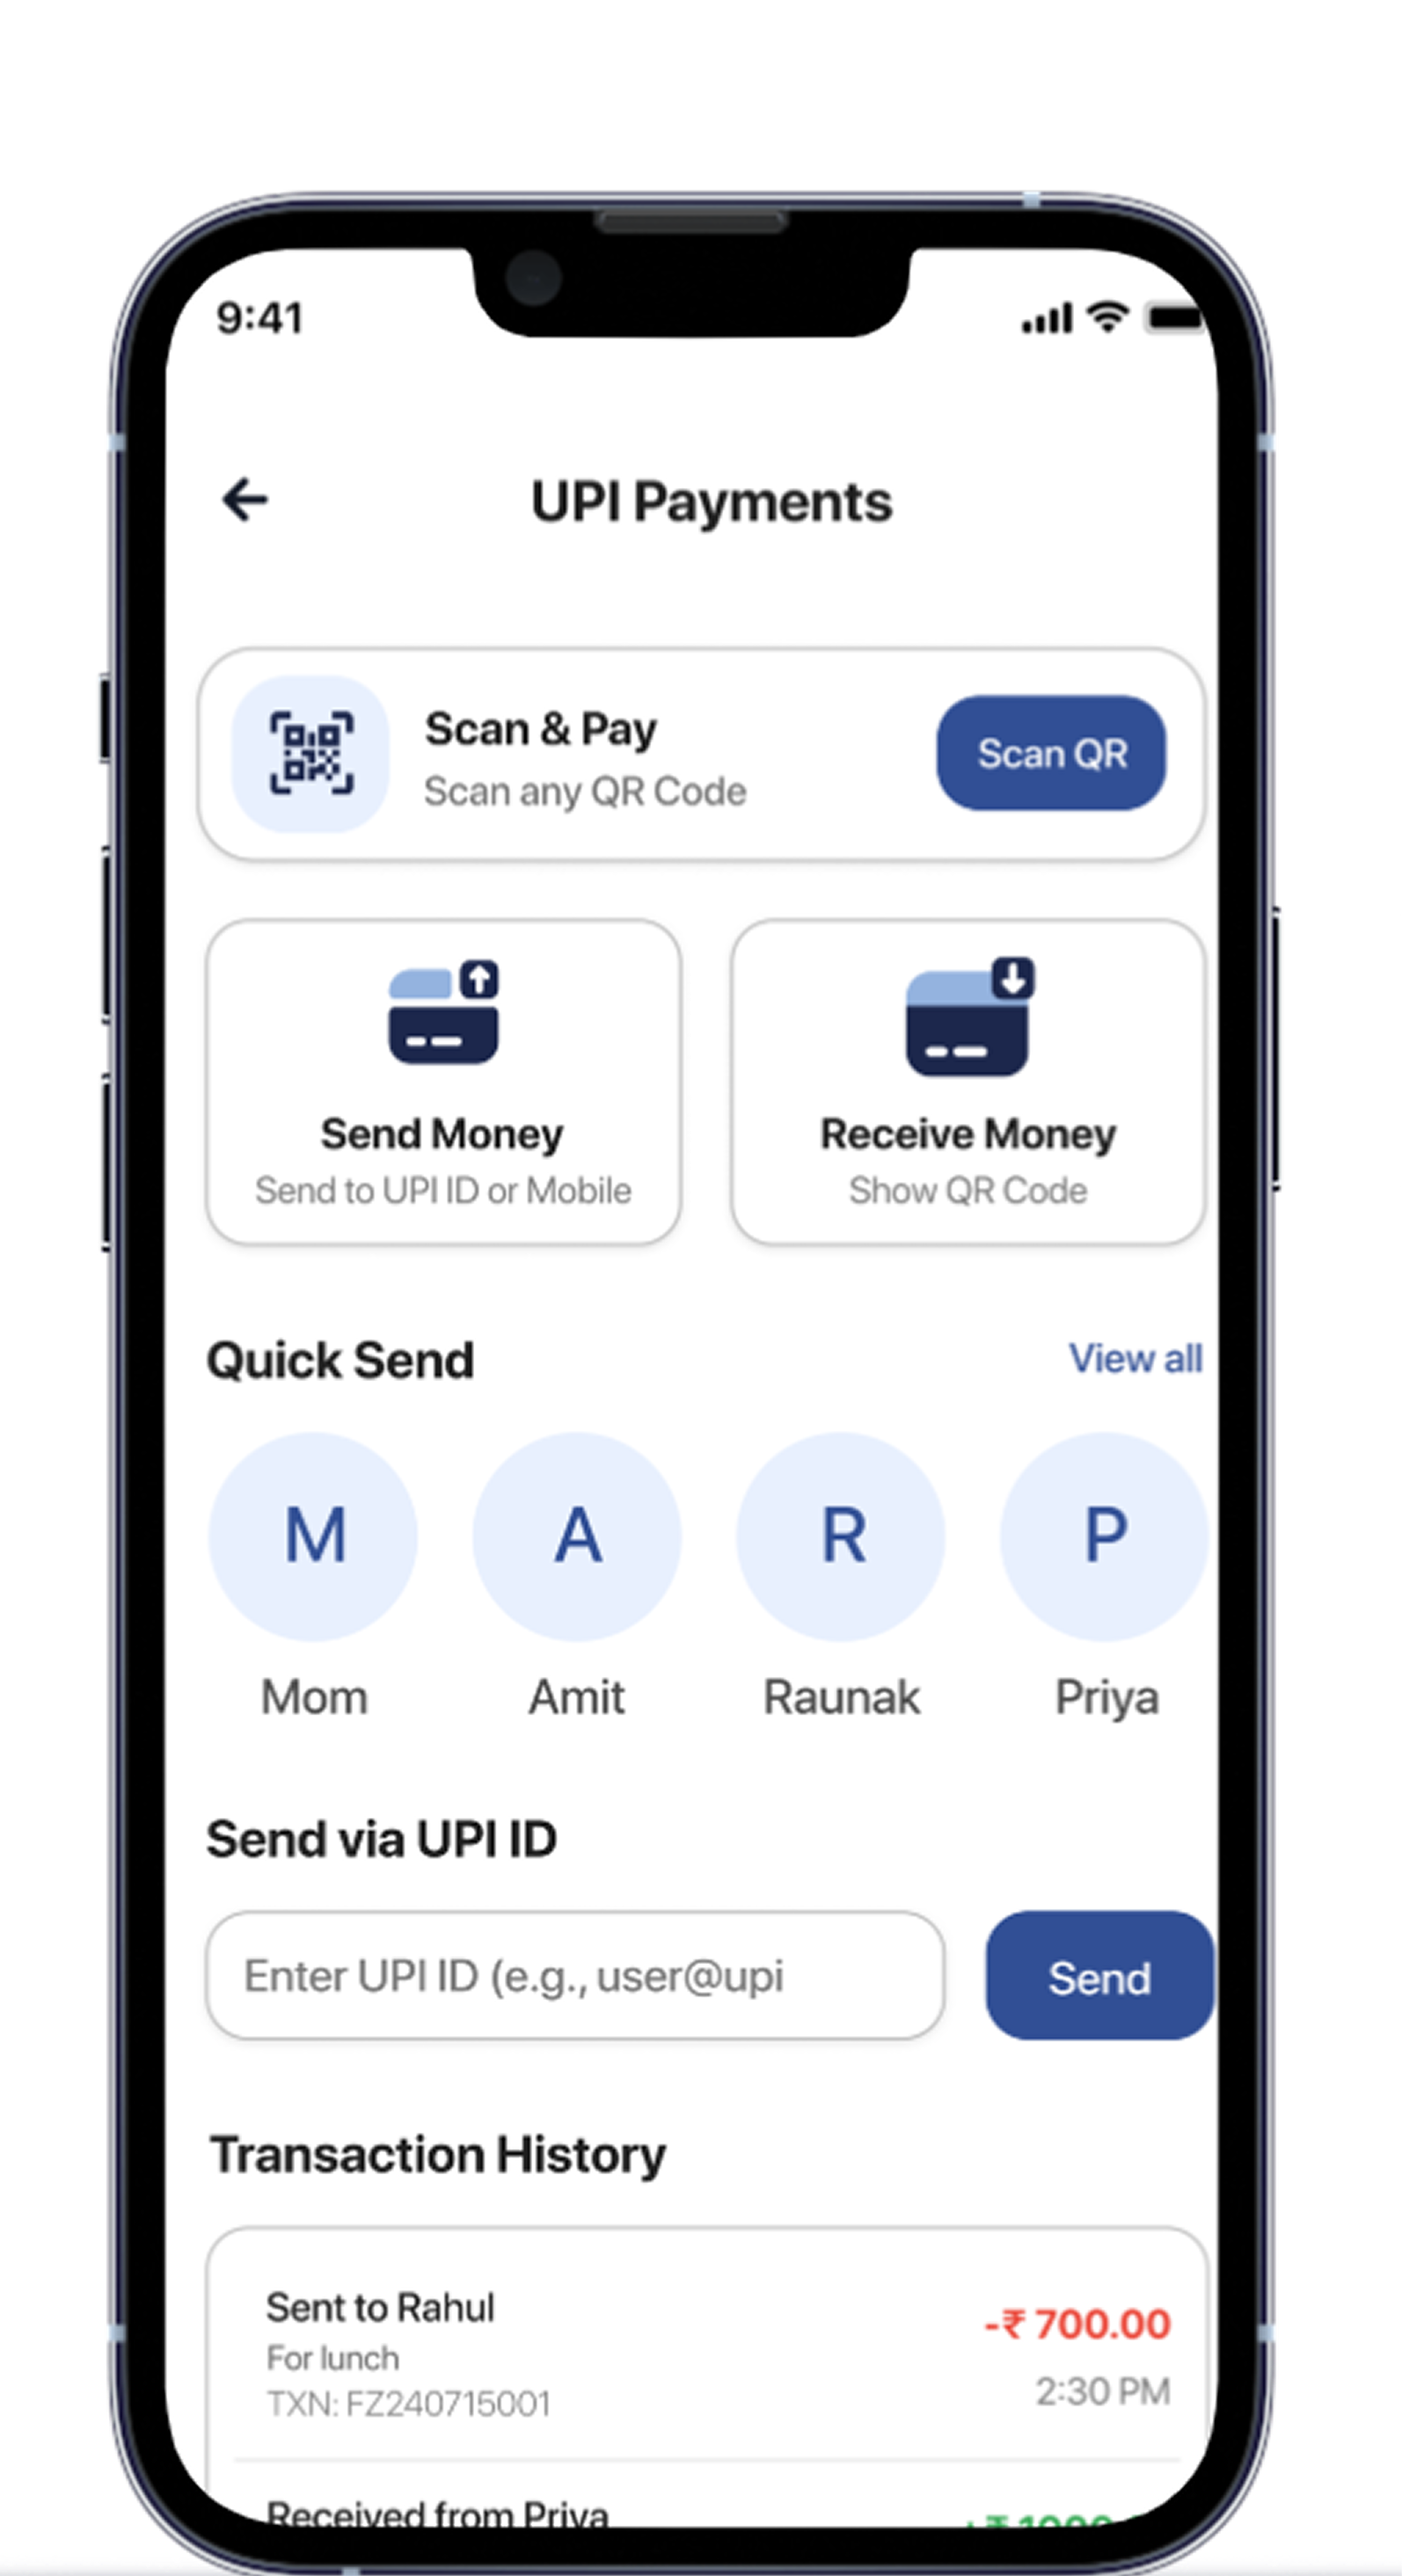 9:41
UPI Payments
Scan & Pay
Scan any QR Code
Scan QR
Send Money
Send to UPI ID or Mobile
Receive Money
Show QR Code
Quick Send
View all
M
A
R
P
Mom
Amit
Raunak
Priya
Send via UPI ID
Enter UPI ID (e.g., user@upi
Send
Transaction History
Sent to Rahul
-₹ 700.00
For lunch
2:30 PM
TXN: FZ240715001
Received from Priya